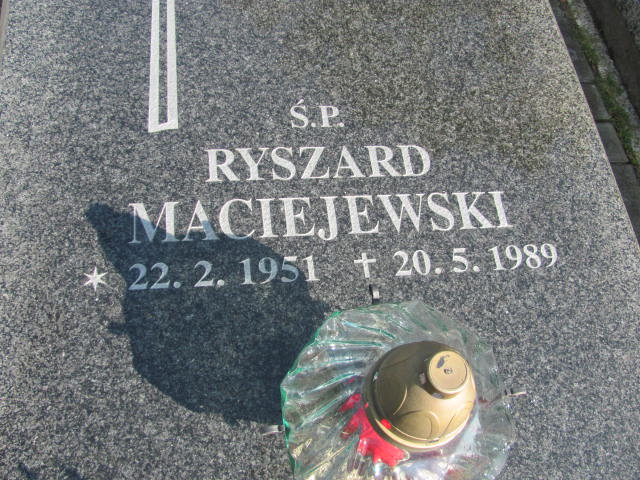 Ś.P.
RYSZARD
MACIEJEWSKI
* 22. 2. 1951 † 20. 5. 1989